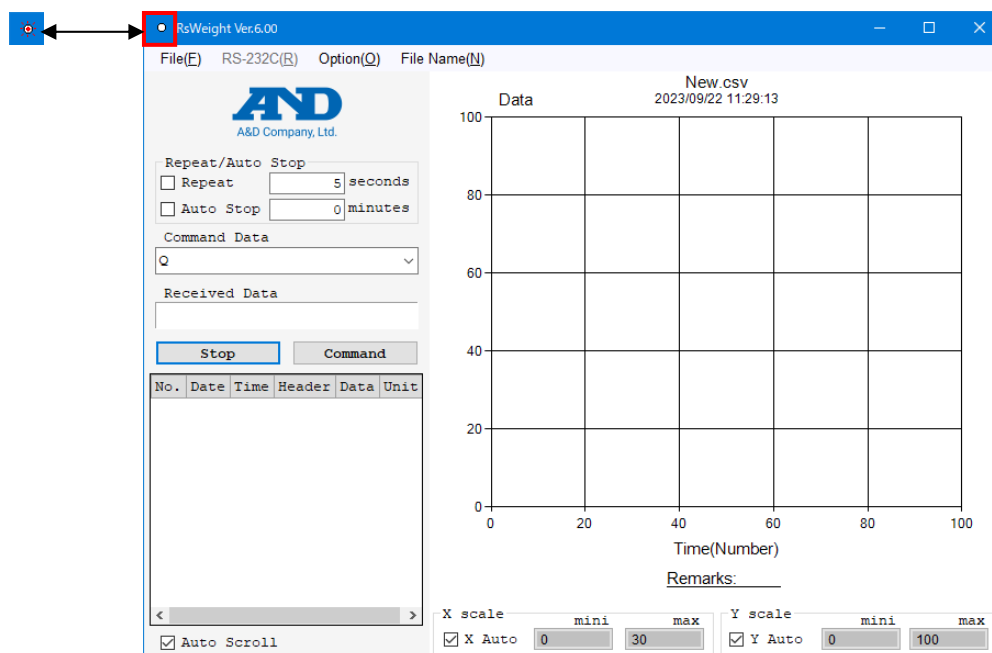 RsWeight Ver.6.00
File(F) RS-232C(R) Option(O) File Name(N)
AND
A&D Company, Ltd.
Repeat/Auto Stop
Repeat 5 seconds
Auto Stop 0 minutes
Command Data
Q
Received Data
Stop Command
No. Date Time Header Data Unit
Auto Scroll
New.csv
Data 2023/09/22 11:29:13
100
80
60
40
20
0
0 20 40 60 80 100
Time(Number)
Remarks:
X scale mini max
X Auto 0 30
Y scale mini max
Y Auto 0 100